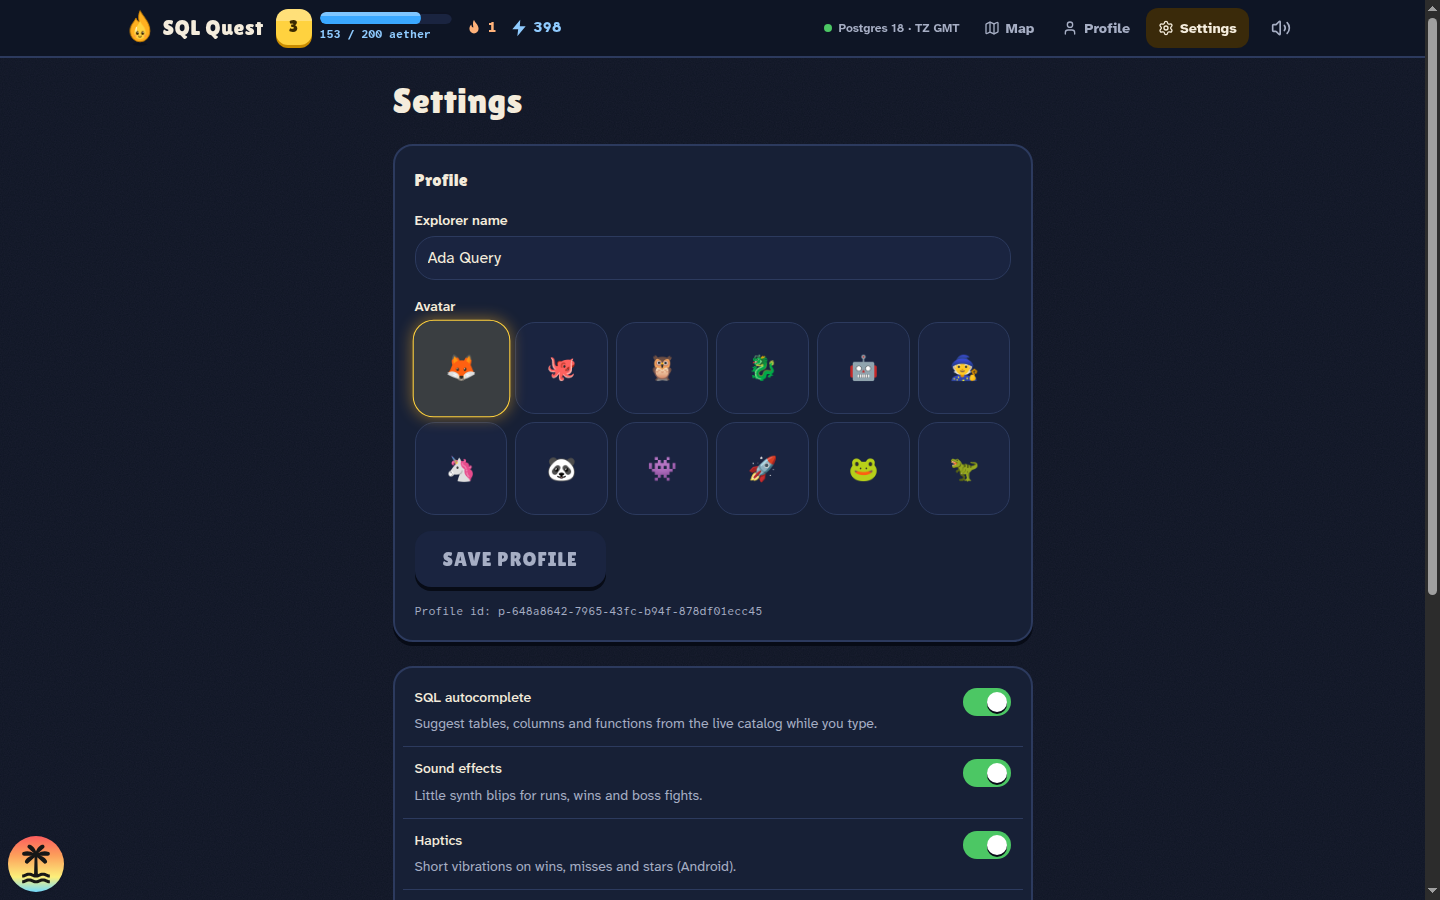 SQL Quest
3
153 / 200 aether
1
398
Postgres 18 · TZ GMT
Map
Profile
Settings
Settings
Profile
Explorer name
Ada Query
Avatar
SAVE PROFILE
Profile id: p-648a8642-7965-43fc-b94f-878df01ecc45
SQL autocomplete
Suggest tables, columns and functions from the live catalog while you type.
Sound effects
Little synth blips for runs, wins and boss fights.
Haptics
Short vibrations on wins, misses and stars (Android).